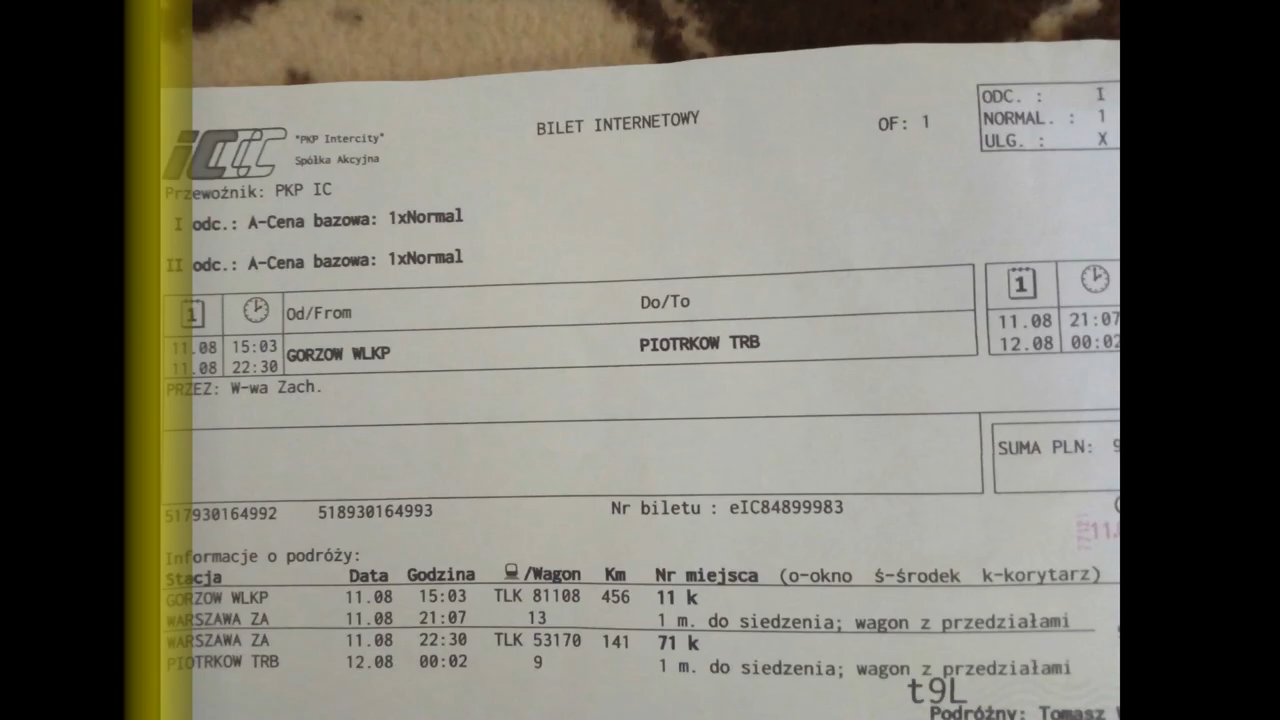 BILET INTERNETOWY
OF: 1
ODC. : I
NORMAL. : 1
ULG. : X
iC IC "PKP Intercity"
Spółka Akcyjna
Przewoźnik: PKP IC
I odc.: A-Cena bazowa: 1xNormal
II odc.: A-Cena bazowa: 1xNormal
1 Od/From Do/To 1
11.08 15:03 GORZOW WLKP PIOTRKOW TRB 11.08 21:07
11.08 22:30 12.08 00:02
PRZEZ: W-wa Zach.
SUMA PLN: 9
517930164992 518930164993 Nr biletu : eIC84899983
11.
Informacje o podróży:
Stacja Data Godzina /Wagon Km Nr miejsca (o-okno ś-środek k-korytarz)
GORZOW WLKP 11.08 15:03 TLK 81108 456 11 k
WARSZAWA ZA 11.08 21:07 13 1 m. do siedzenia; wagon z przedziałami
WARSZAWA ZA 11.08 22:30 TLK 53170 141 71 k
PIOTRKOW TRB 12.08 00:02 9 1 m. do siedzenia; wagon z przedziałami
t9L
Podróżny: Tomasz